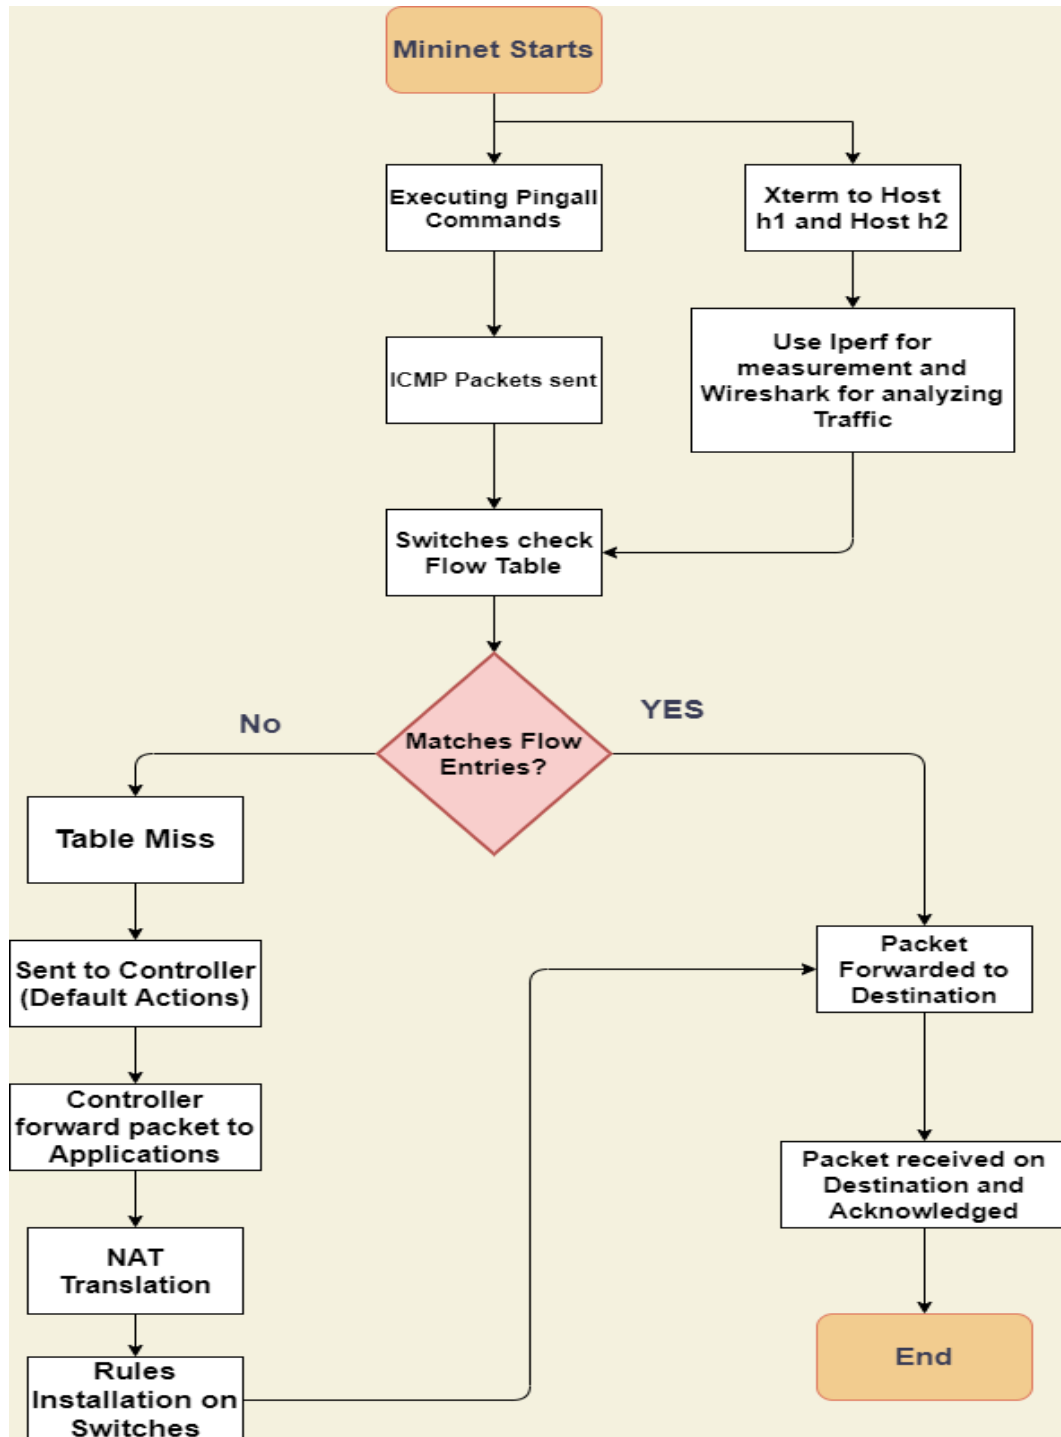 Mininet Starts
Executing Pingall
Commands
Xterm to Host
h1 and Host h2
ICMP Packets sent
Use Iperf for
measurement and
Wireshark for analyzing
Traffic
Switches check
Flow Table
Matches Flow
Entries?
No
YES
Table Miss
Sent to Controller
(Default Actions)
Controller
forward packet to
Applications
NAT
Translation
Rules
Installation on
Switches
Packet
Forwarded to
Destination
Packet received on
Destination and
Acknowledged
End